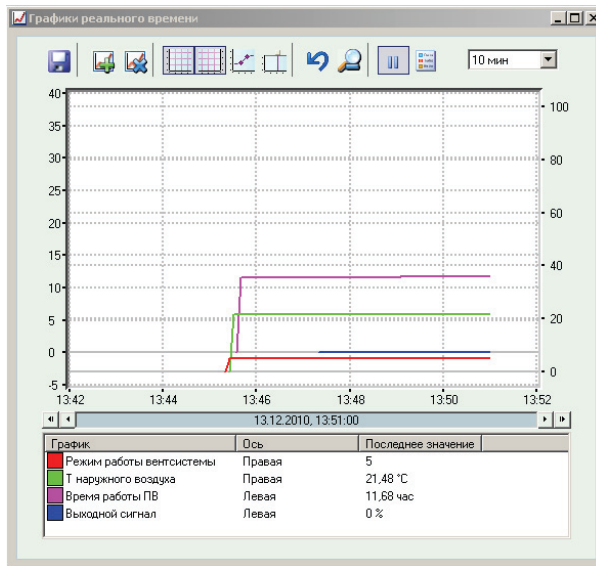 Графики реального времени
10 мин
40
35
30
25
20
15
10
5
0
-5
100
80
60
40
20
0
13:42 13:44 13:46 13:48 13:50 13:52
13.12.2010, 13:51:00
График Ось Последнее значение
Режим работы вентсистемы Правая 5
Т наружного воздуха Правая 21,48 °C
Время работы ПВ Левая 11,68 час
Выходной сигнал Левая 0 %